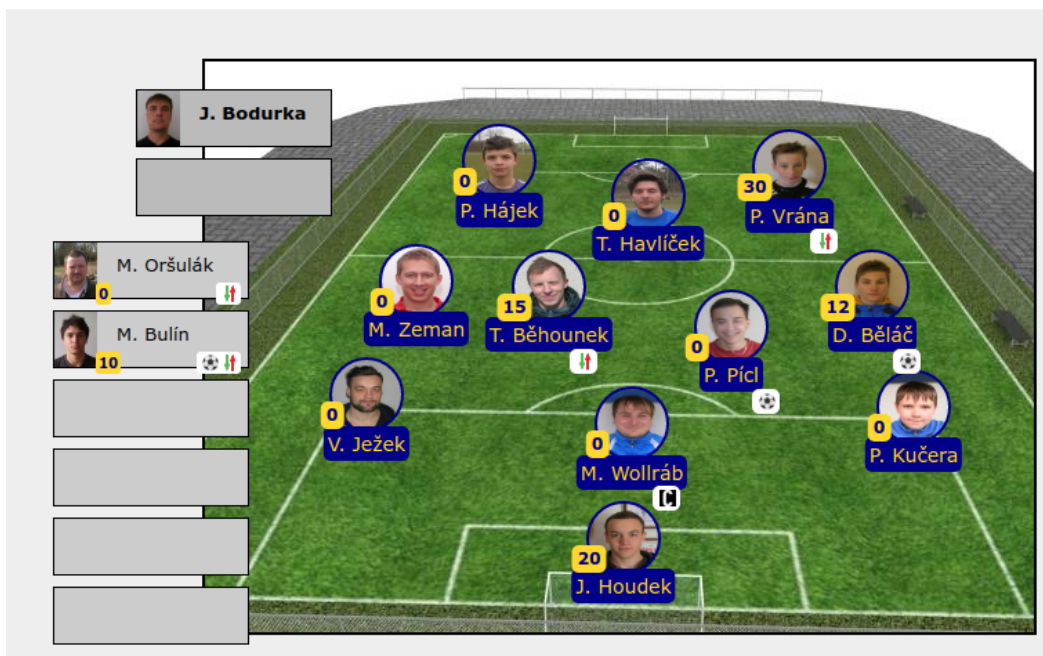 J. Bodurka
0
P. Hájek
0
T. Havlíček
30
P. Vrána
M. Oršulák
0
M. Bulín
10
0
M. Zeman
15
T. Běhounek
0
P. Pícl
12
D. Běláč
0
V. Ježek
0
M. Wollráb
C
0
P. Kučera
20
J. Houdek